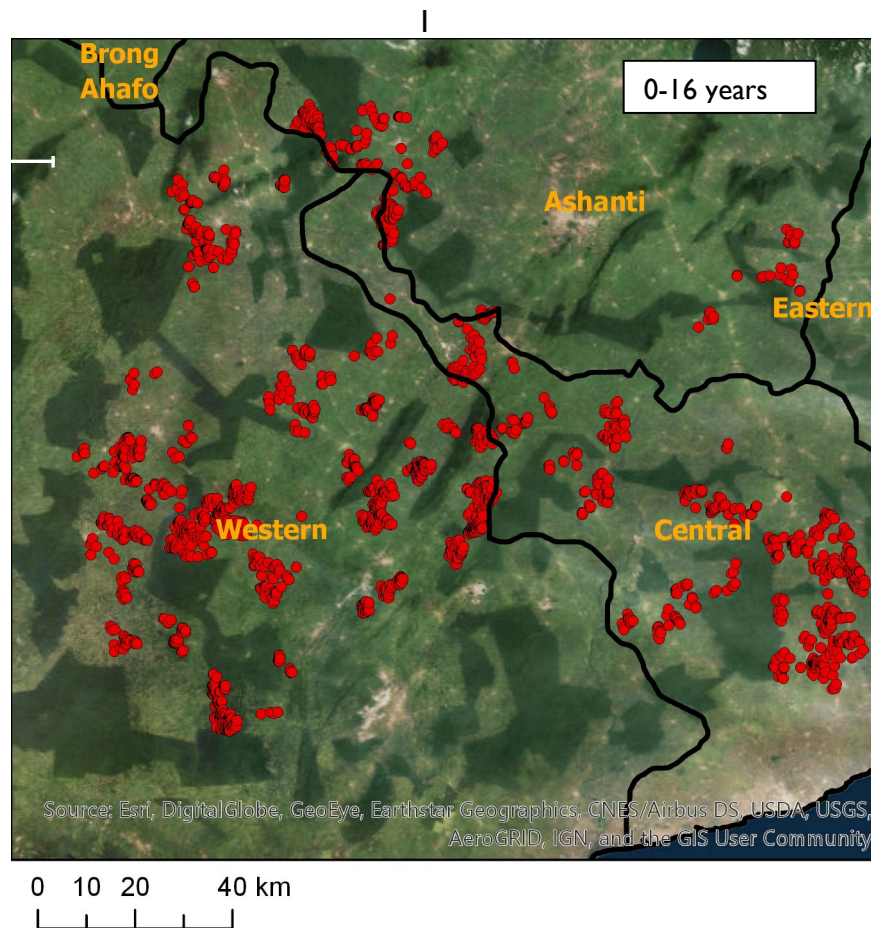 Brong
Ahafo
0-16 years
Ashanti
Eastern
Western
Central
Source: Esri, DigitalGlobe, GeoEye, Earthstar Geographics, CNES/Airbus DS, USDA, USGS,
AeroGRID, IGN, and the GIS User Community
0 10 20 40 km